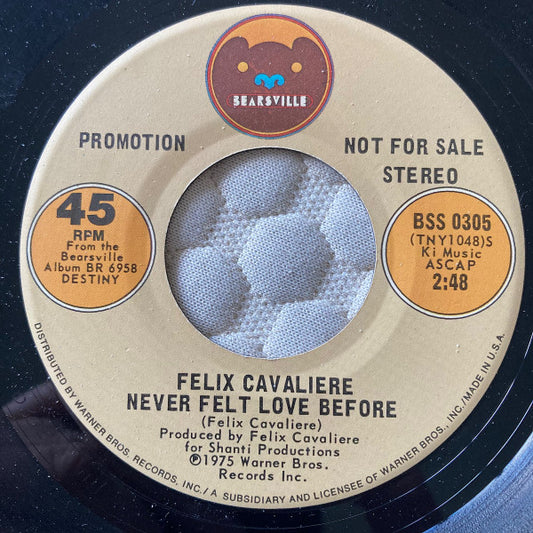 BEARSVILLE
PROMOTION
NOT FOR SALE
STEREO
45
RPM
From the
Bearsville
Album BR 6958
DESTINY
BSS 0305
(TNY1048)S
Ki Music
ASCAP
2:48
FELIX CAVALIERE
NEVER FELT LOVE BEFORE
(Felix Cavaliere)
Produced by Felix Cavaliere
for Shanti Productions
℗1975 Warner Bros.
Records Inc.
DISTRIBUTED BY WARNER BROS. RECORDS, INC./A SUBSIDIARY AND LICENSEE OF WARNER BROS., INC./MADE IN U.S.A.